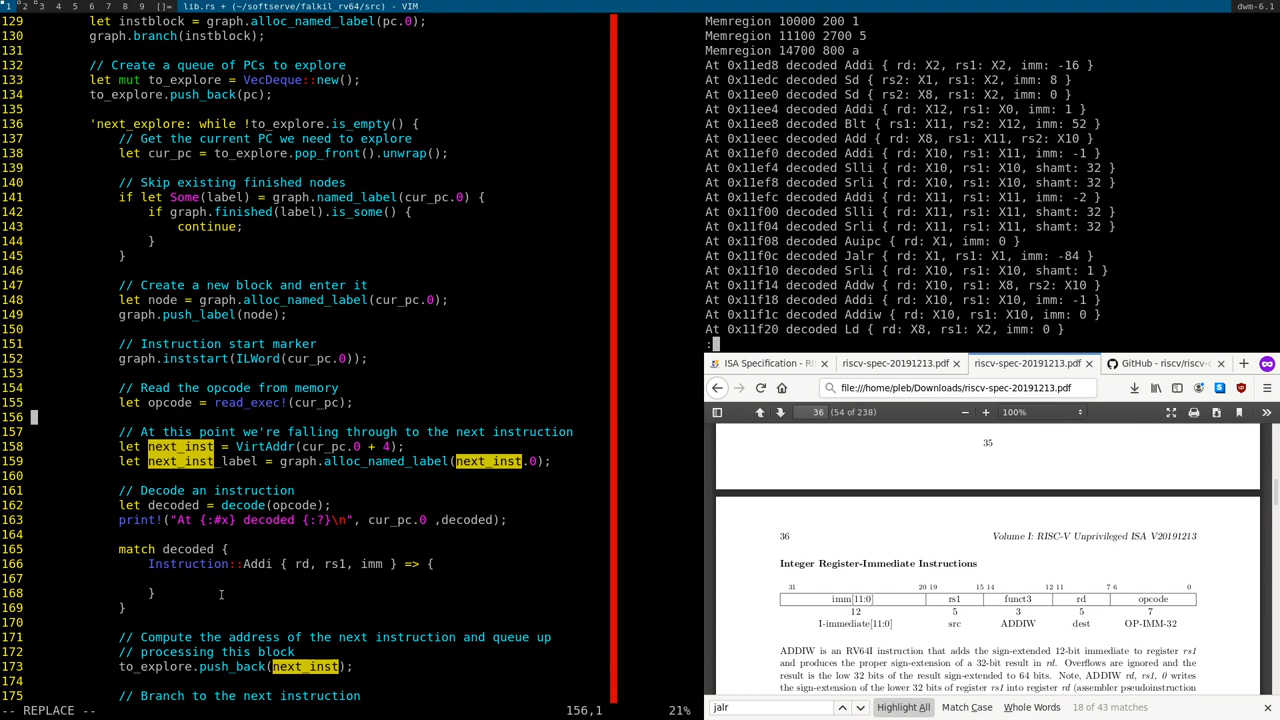 1 2 3 4 5 6 7 8 9 []= lib.rs + (~/softserve/falkil_rv64/src) - VIM
dwm-6.1
129 let instblock = graph.alloc_named_label(pc.0);
130 graph.branch(instblock);
131
132 // Create a queue of PCs to explore
133 let mut to_explore = VecDeque::new();
134 to_explore.push_back(pc);
135
136 'next_explore: while !to_explore.is_empty() {
137 // Get the current PC we need to explore
138 let cur_pc = to_explore.pop_front().unwrap();
139
140 // Skip existing finished nodes
141 if let Some(label) = graph.named_label(cur_pc.0) {
142 if graph.finished(label).is_some() {
143 continue;
144 }
145 }
146
147 // Create a new block and enter it
148 let node = graph.alloc_named_label(cur_pc.0);
149 graph.push_label(node);
150
151 // Instruction start marker
152 graph.inststart(ILWord(cur_pc.0));
153
154 // Read the opcode from memory
155 let opcode = read_exec!(cur_pc);
156
157 // At this point we're falling through to the next instruction
158 let next_inst = VirtAddr(cur_pc.0 + 4);
159 let next_inst_label = graph.alloc_named_label(next_inst.0);
160
161 // Decode an instruction
162 let decoded = decode(opcode);
163 print!("At {:#x} decoded {:?}\n", cur_pc.0 ,decoded);
164
165 match decoded {
166 Instruction::Addi { rd, rs1, imm } => {
167
168 }
169 }
170
171 // Compute the address of the next instruction and queue up
172 // processing this block
173 to_explore.push_back(next_inst);
174
175 // Branch to the next instruction
-- REPLACE -- 156,1 21%
Memregion 10000 200 1
Memregion 11100 2700 5
Memregion 14700 800 a
At 0x11ed8 decoded Addi { rd: X2, rs1: X2, imm: -16 }
At 0x11edc decoded Sd { rs2: X1, rs1: X2, imm: 8 }
At 0x11ee0 decoded Sd { rs2: X8, rs1: X2, imm: 0 }
At 0x11ee4 decoded Addi { rd: X12, rs1: X0, imm: 1 }
At 0x11ee8 decoded Blt { rs1: X11, rs2: X12, imm: 52 }
At 0x11eec decoded Add { rd: X8, rs1: X11, rs2: X10 }
At 0x11ef0 decoded Addi { rd: X10, rs1: X11, imm: -1 }
At 0x11ef4 decoded Slli { rd: X10, rs1: X10, shamt: 32 }
At 0x11ef8 decoded Srli { rd: X10, rs1: X10, shamt: 32 }
At 0x11efc decoded Addi { rd: X11, rs1: X11, imm: -2 }
At 0x11f00 decoded Slli { rd: X11, rs1: X11, shamt: 32 }
At 0x11f04 decoded Srli { rd: X11, rs1: X11, shamt: 32 }
At 0x11f08 decoded Auipc { rd: X1, imm: 0 }
At 0x11f0c decoded Jalr { rd: X1, rs1: X1, imm: -84 }
At 0x11f10 decoded Srli { rd: X10, rs1: X10, shamt: 1 }
At 0x11f14 decoded Addw { rd: X10, rs1: X8, rs2: X10 }
At 0x11f18 decoded Addi { rd: X10, rs1: X10, imm: -1 }
At 0x11f1c decoded Addiw { rd: X10, rs1: X10, imm: 0 }
At 0x11f20 decoded Ld { rd: X8, rs1: X2, imm: 0 }
:
ISA Specification - RI riscv-spec-20191213.pdf riscv-spec-20191213.pdf GitHub - riscv/riscv-c
file:///home/pleb/Downloads/riscv-spec-20191213.pdf
36 (54 of 238) 100%
35
36 Volume I: RISC-V Unprivileged ISA V20191213
Integer Register-Immediate Instructions
31 20 19 15 14 12 11 7 6 0
imm[11:0] rs1 funct3 rd opcode
12 5 3 5 7
I-immediate[11:0] src ADDIW dest OP-IMM-32
ADDIW is an RV64I instruction that adds the sign-extended 12-bit immediate to register rs1
and produces the proper sign-extension of a 32-bit result in rd. Overflows are ignored and the
result is the low 32 bits of the result sign-extended to 64 bits. Note, ADDIW rd, rs1, 0 writes
the sign-extension of the lower 32 bits of register rs1 into register rd (assembler pseudoinstruction
jalr Highlight All Match Case Whole Words 18 of 43 matches